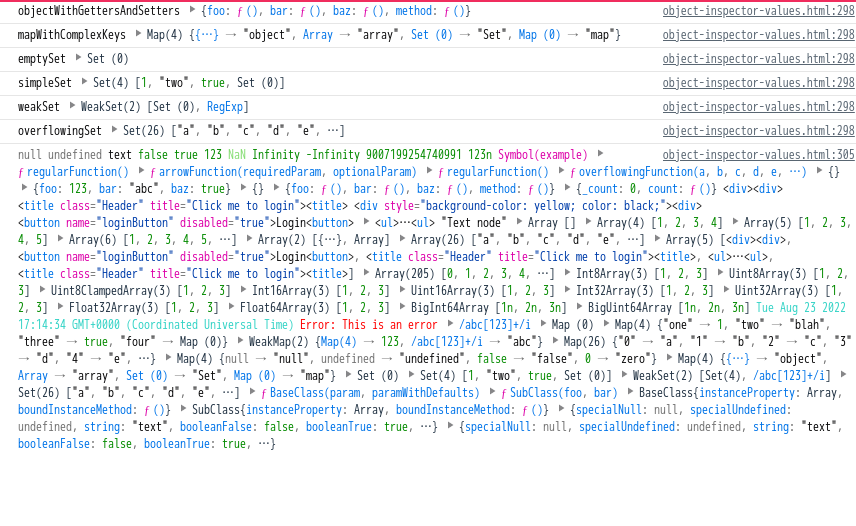 objectWithGettersAndSetters ▶ {foo: ƒ (), bar: ƒ (), baz: ƒ (), method: ƒ ()} object-inspector-values.html:298
mapWithComplexKeys ▶ Map(4) {{…} → "object", Array → "array", Set (0) → "Set", Map (0) → "map"} object-inspector-values.html:298
emptySet ▶ Set (0) object-inspector-values.html:298
simpleSet ▶ Set(4) [1, "two", true, Set (0)] object-inspector-values.html:298
weakSet ▶ WeakSet(2) [Set (0), RegExp] object-inspector-values.html:298
overflowingSet ▶ Set(26) ["a", "b", "c", "d", "e", …] object-inspector-values.html:298
null undefined text false true 123 NaN Infinity -Infinity 9007199254740991 123n Symbol(example) ▶ object-inspector-values.html:305
ƒ regularFunction() ▶ ƒ arrowFunction(requiredParam, optionalParam) ▶ ƒ regularFunction() ▶ ƒ overflowingFunction(a, b, c, d, e, …) ▶ {}
▶ {foo: 123, bar: "abc", baz: true} ▶ {} ▶ {foo: ƒ (), bar: ƒ (), baz: ƒ (), method: ƒ ()} ▶ {_count: 0, count: ƒ ()} <div><div>
<title class="Header" title="Click me to login"><title> <div style="background-color: yellow; color: black;"><div>
<button name="loginButton" disabled="true">Login<button> ▶ <ul>…<ul> "Text node" ▶ Array [] ▶ Array(4) [1, 2, 3, 4] ▶ Array(5) [1, 2, 3,
4, 5] ▶ Array(6) [1, 2, 3, 4, 5, …] ▶ Array(2) [{…}, Array] ▶ Array(26) ["a", "b", "c", "d", "e", …] ▶ Array(5) [<div><div>,
<button name="loginButton" disabled="true">Login<button>, <title class="Header" title="Click me to login"><title>, <ul>…<ul>,
<title class="Header" title="Click me to login"><title>] ▶ Array(205) [0, 1, 2, 3, 4, …] ▶ Int8Array(3) [1, 2, 3] ▶ Uint8Array(3) [1, 2,
3] ▶ Uint8ClampedArray(3) [1, 2, 3] ▶ Int16Array(3) [1, 2, 3] ▶ Uint16Array(3) [1, 2, 3] ▶ Int32Array(3) [1, 2, 3] ▶ Uint32Array(3) [1,
2, 3] ▶ Float32Array(3) [1, 2, 3] ▶ Float64Array(3) [1, 2, 3] ▶ BigInt64Array [1n, 2n, 3n] ▶ BigUint64Array [1n, 2n, 3n] Tue Aug 23 2022
17:14:34 GMT+0000 (Coordinated Universal Time) Error: This is an error ▶ /abc[123]+/i ▶ Map (0) ▶ Map(4) {"one" → 1, "two" → "blah",
"three" → true, "four" → Map (0)} ▶ WeakMap(2) {Map(4) → 123, /abc[123]+/i → "abc"} ▶ Map(26) {"0" → "a", "1" → "b", "2" → "c", "3"
→ "d", "4" → "e", …} ▶ Map(4) {null → "null", undefined → "undefined", false → "false", 0 → "zero"} ▶ Map(4) {{…} → "object",
Array → "array", Set (0) → "Set", Map (0) → "map"} ▶ Set (0) ▶ Set(4) [1, "two", true, Set (0)] ▶ WeakSet(2) [Set(4), /abc[123]+/i] ▶
Set(26) ["a", "b", "c", "d", "e", …] ▶ ƒ BaseClass(param, paramWithDefaults) ▶ ƒ SubClass(foo, bar) ▶ BaseClass{instanceProperty: Array,
boundInstanceMethod: ƒ ()} ▶ SubClass{instanceProperty: Array, boundInstanceMethod: ƒ ()} ▶ {specialNull: null, specialUndefined:
undefined, string: "text", booleanFalse: false, booleanTrue: true, …} ▶ {specialNull: null, specialUndefined: undefined, string: "text",
booleanFalse: false, booleanTrue: true, …}